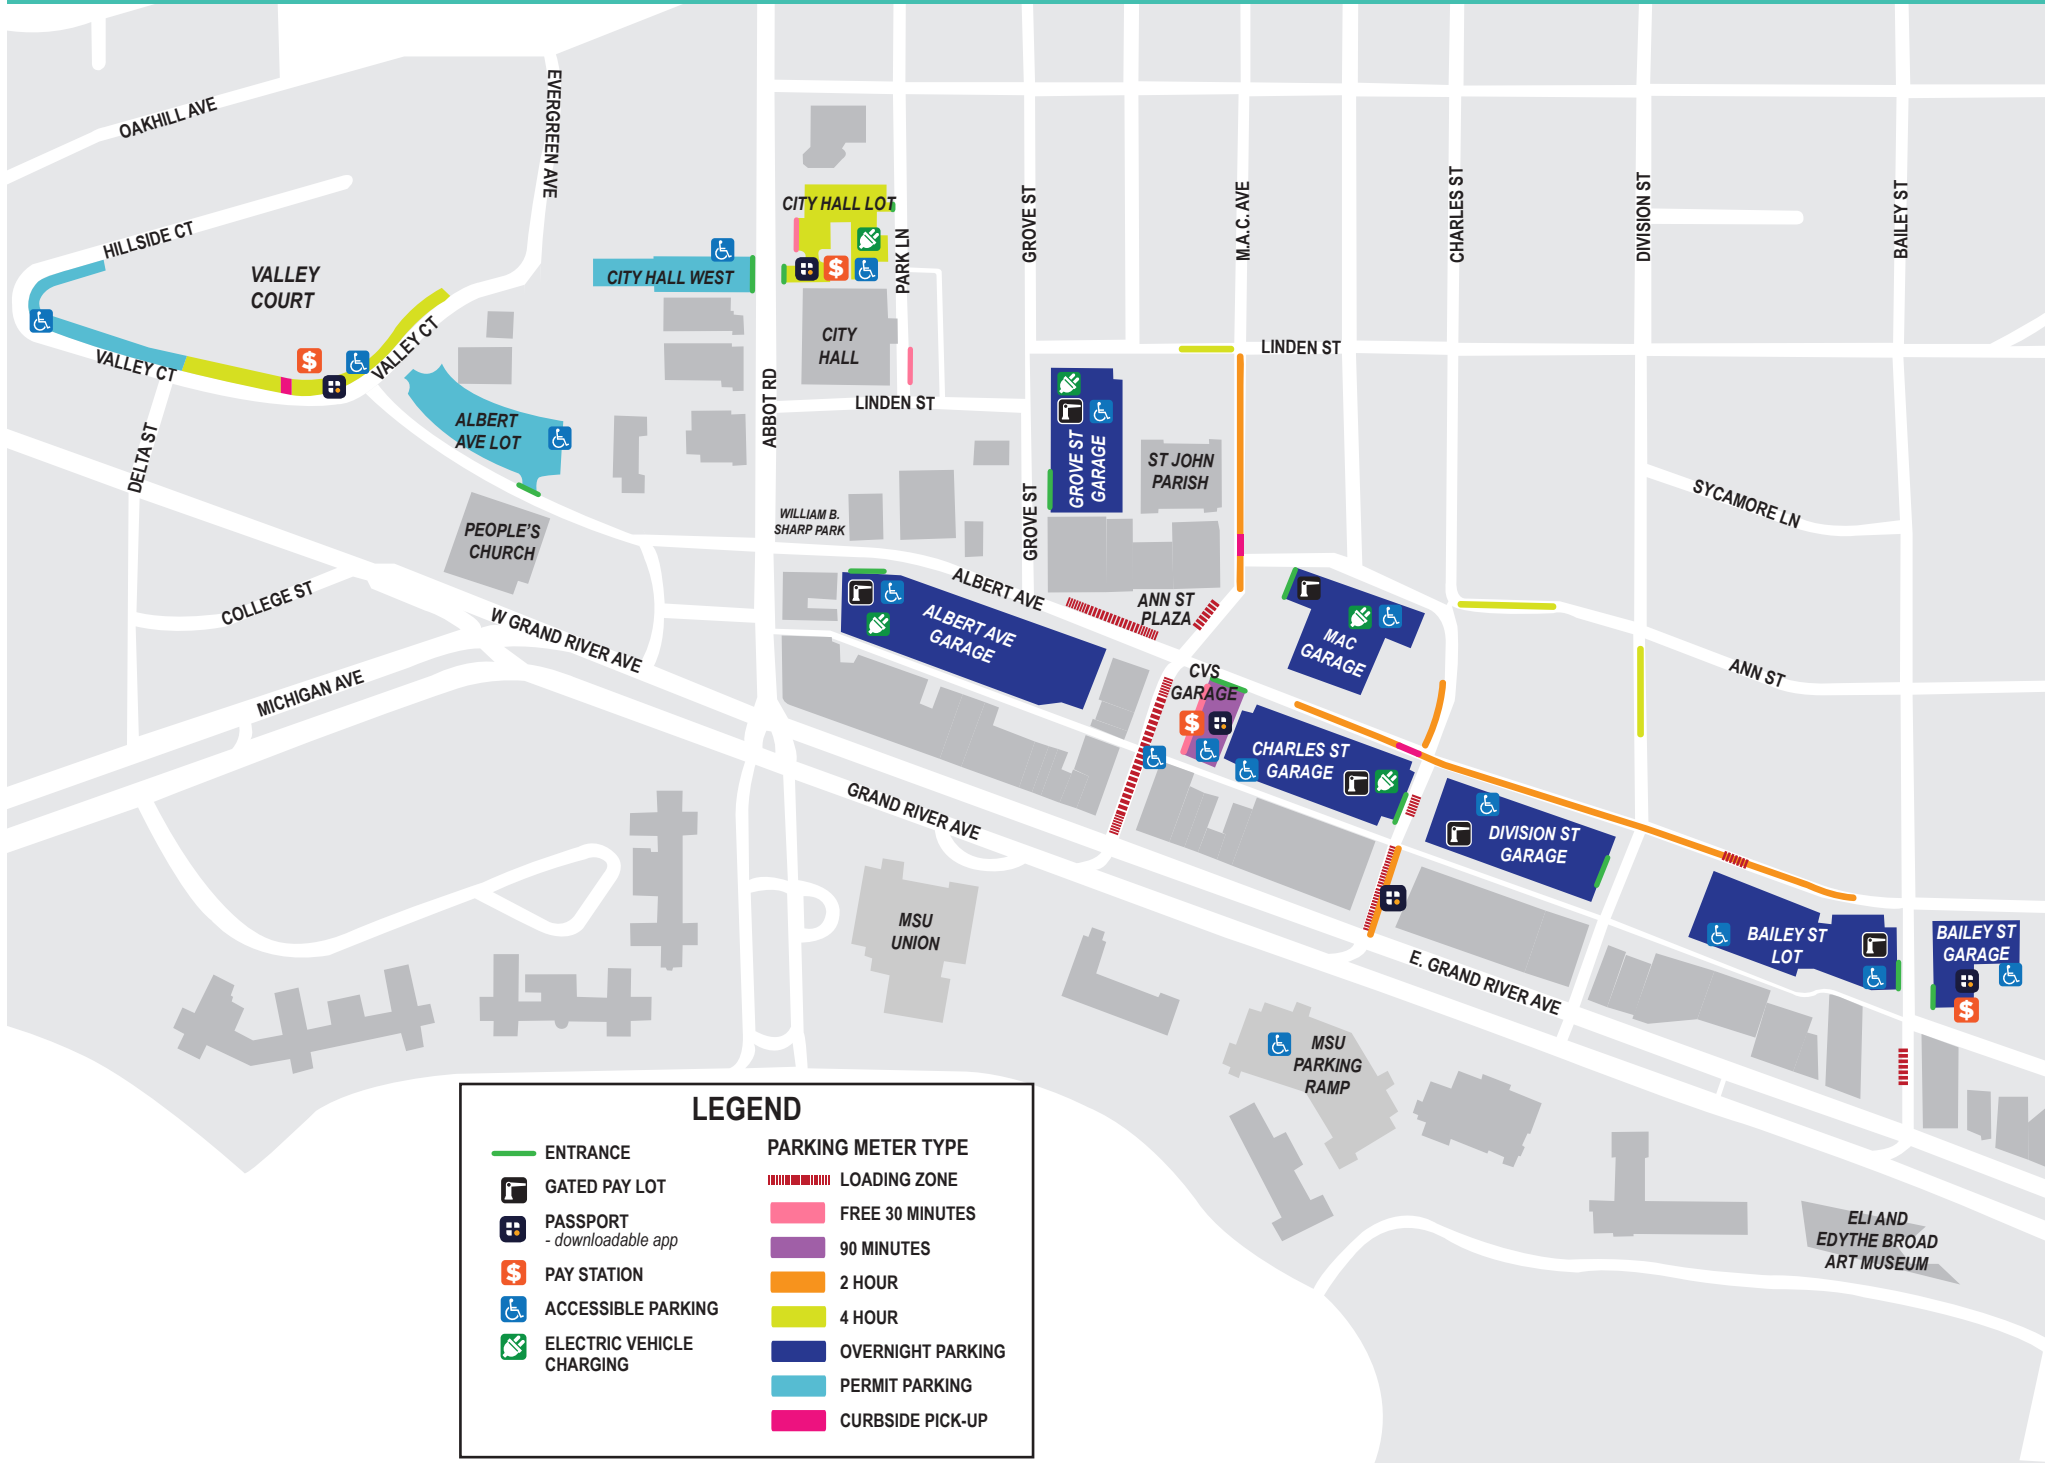 OAKHILL AVE
EVERGREEN AVE
HILLSIDE CT
VALLEY
COURT
VALLEY CT
VALLEY CT
DELTA ST
COLLEGE ST
MICHIGAN AVE
W GRAND RIVER AVE
ALBERT
AVE LOT
PEOPLE'S
CHURCH
CITY HALL WEST
CITY HALL LOT
CITY
HALL
PARK LN
ABBOT RD
LINDEN ST
WILLIAM B.
SHARP PARK
GROVE ST
GROVE ST
GROVE ST
GARAGE
ST JOHN
PARISH
M.A.C. AVE
LINDEN ST
CHARLES ST
DIVISION ST
BAILEY ST
SYCAMORE LN
ANN ST
ALBERT AVE
ANN ST
PLAZA
ALBERT AVE
GARAGE
MAC
GARAGE
CVS
GARAGE
CHARLES ST
GARAGE
DIVISION ST
GARAGE
BAILEY ST
LOT
BAILEY ST
GARAGE
GRAND RIVER AVE
E. GRAND RIVER AVE
MSU
UNION
MSU
PARKING
RAMP
ELI AND
EDYTHE BROAD
ART MUSEUM
LEGEND
ENTRANCE
GATED PAY LOT
PASSPORT
- downloadable app
PAY STATION
ACCESSIBLE PARKING
ELECTRIC VEHICLE
CHARGING
PARKING METER TYPE
LOADING ZONE
FREE 30 MINUTES
90 MINUTES
2 HOUR
4 HOUR
OVERNIGHT PARKING
PERMIT PARKING
CURBSIDE PICK-UP